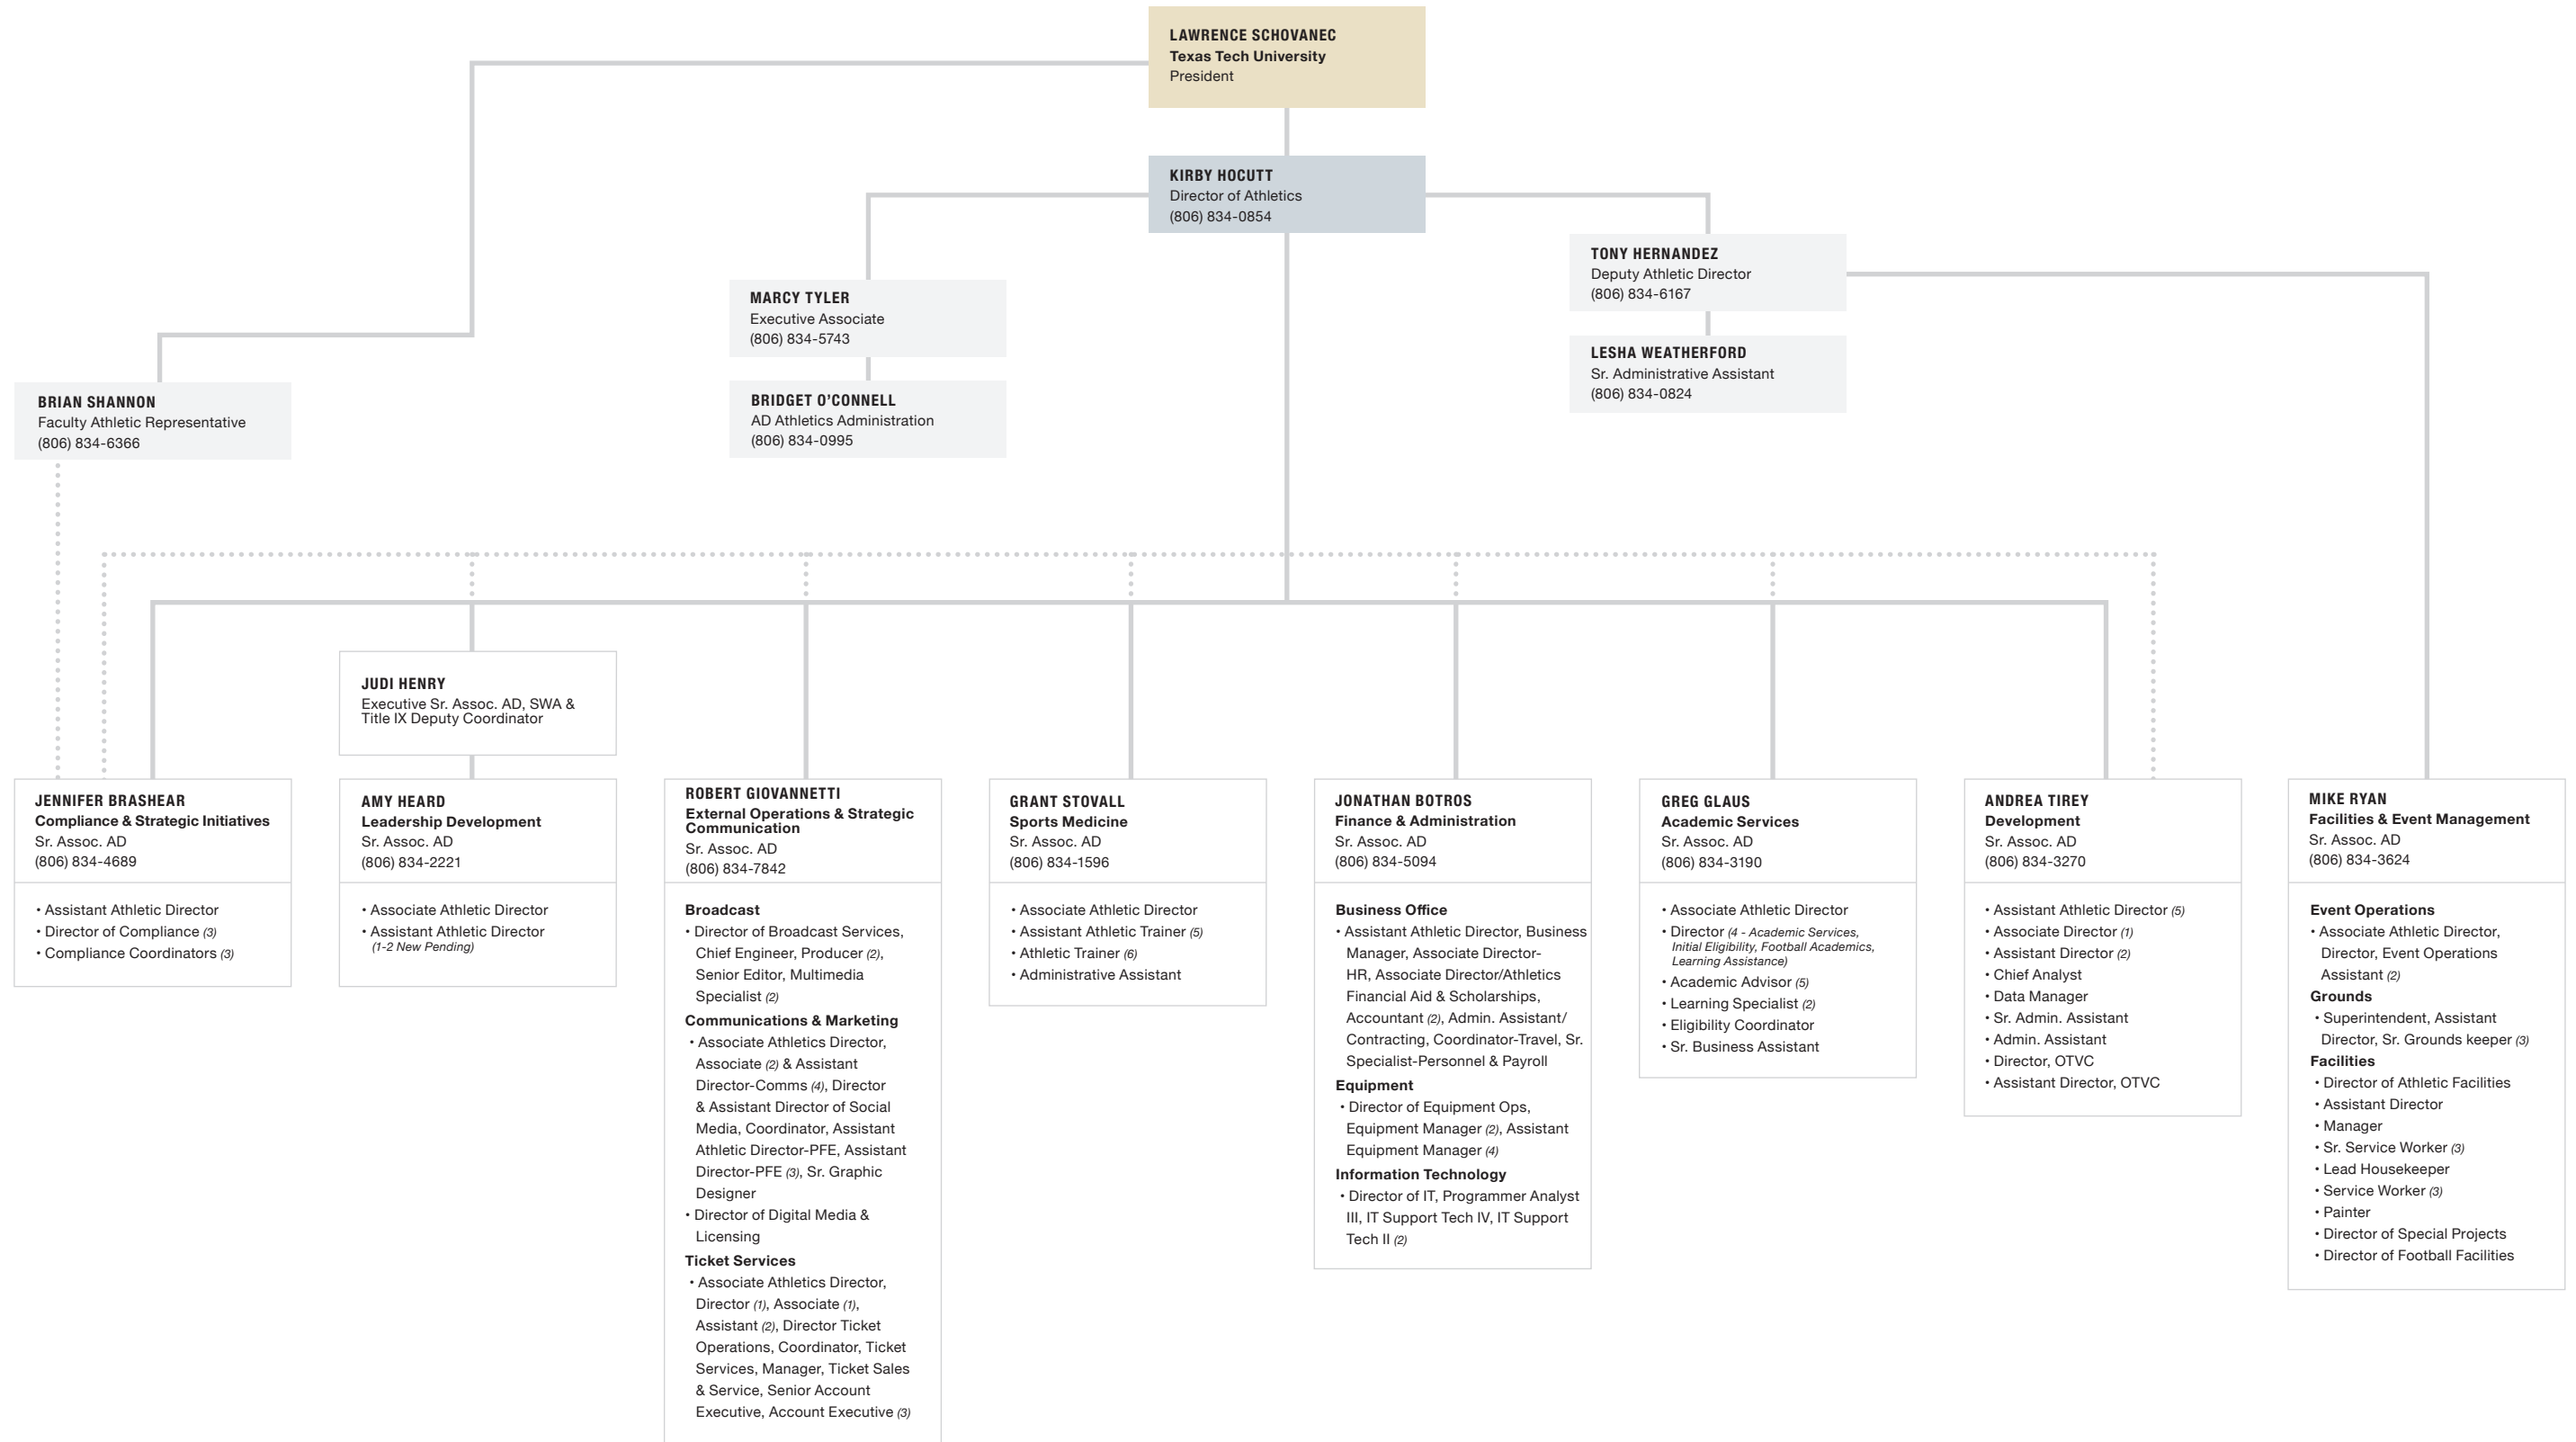 LAWRENCE SCHOVANEC
Texas Tech University
President
KIRBY HOCUTT
Director of Athletics
(806) 834-0854
TONY HERNANDEZ
Deputy Athletic Director
(806) 834-6167
MARCY TYLER
Executive Associate
(806) 834-5743
LESHA WEATHERFORD
Sr. Administrative Assistant
(806) 834-0824
BRIAN SHANNON
Faculty Athletic Representative
(806) 834-6366
BRIDGET O’CONNELL
AD Athletics Administration
(806) 834-0995
JUDI HENRY
Executive Sr. Assoc. AD, SWA &
Title IX Deputy Coordinator
JENNIFER BRASHEAR
Compliance & Strategic Initiatives
Sr. Assoc. AD
(806) 834-4689
• Assistant Athletic Director
• Director of Compliance (3)
• Compliance Coordinators (3)
AMY HEARD
Leadership Development
Sr. Assoc. AD
(806) 834-2221
• Associate Athletic Director
• Assistant Athletic Director
(1-2 New Pending)
ROBERT GIOVANNETTI
External Operations & Strategic
Communication
Sr. Assoc. AD
(806) 834-7842
Broadcast
• Director of Broadcast Services,
Chief Engineer, Producer (2),
Senior Editor, Multimedia
Specialist (2)
Communications & Marketing
• Associate Athletics Director,
Associate (2) & Assistant
Director-Comms (4), Director
& Assistant Director of Social
Media, Coordinator, Assistant
Athletic Director-PFE, Assistant
Director-PFE (3), Sr. Graphic
Designer
• Director of Digital Media &
Licensing
Ticket Services
• Associate Athletics Director,
Director (1), Associate (1),
Assistant (2), Director Ticket
Operations, Coordinator, Ticket
Services, Manager, Ticket Sales
& Service, Senior Account
Executive, Account Executive (3)
GRANT STOVALL
Sports Medicine
Sr. Assoc. AD
(806) 834-1596
• Associate Athletic Director
• Assistant Athletic Trainer (5)
• Athletic Trainer (6)
• Administrative Assistant
JONATHAN BOTROS
Finance & Administration
Sr. Assoc. AD
(806) 834-5094
Business Office
• Assistant Athletic Director, Business
Manager, Associate Director-
HR, Associate Director/Athletics
Financial Aid & Scholarships,
Accountant (2), Admin. Assistant/
Contracting, Coordinator-Travel, Sr.
Specialist-Personnel & Payroll
Equipment
• Director of Equipment Ops,
Equipment Manager (2), Assistant
Equipment Manager (4)
Information Technology
• Director of IT, Programmer Analyst
III, IT Support Tech IV, IT Support
Tech II (2)
GREG GLAUS
Academic Services
Sr. Assoc. AD
(806) 834-3190
• Associate Athletic Director
• Director (4 - Academic Services,
Initial Eligibility, Football Academics,
Learning Assistance)
• Academic Advisor (5)
• Learning Specialist (2)
• Eligibility Coordinator
• Sr. Business Assistant
ANDREA TIREY
Development
Sr. Assoc. AD
(806) 834-3270
• Assistant Athletic Director (5)
• Associate Director (1)
• Assistant Director (2)
• Chief Analyst
• Data Manager
• Sr. Admin. Assistant
• Admin. Assistant
• Director, OTVC
• Assistant Director, OTVC
MIKE RYAN
Facilities & Event Management
Sr. Assoc. AD
(806) 834-3624
Event Operations
• Associate Athletic Director,
Director, Event Operations
Assistant (2)
Grounds
• Superintendent, Assistant
Director, Sr. Grounds keeper (3)
Facilities
• Director of Athletic Facilities
• Assistant Director
• Manager
• Sr. Service Worker (3)
• Lead Housekeeper
• Service Worker (3)
• Painter
• Director of Special Projects
• Director of Football Facilities